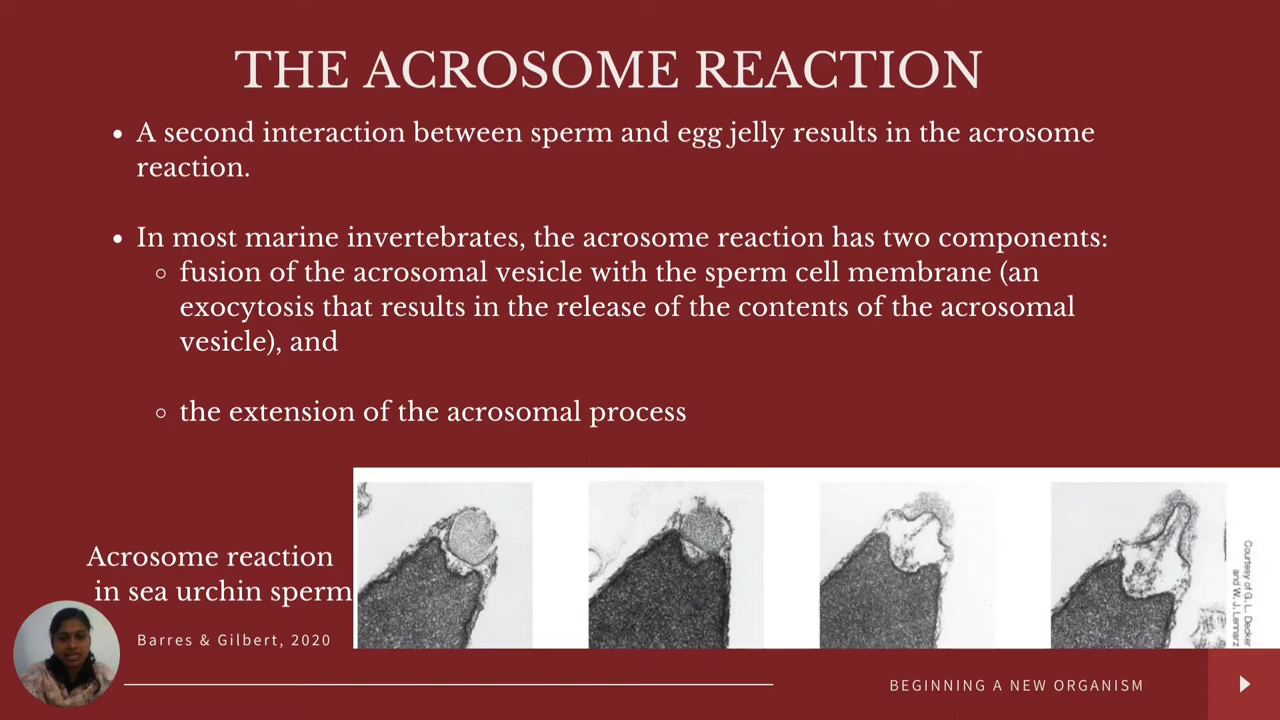 THE ACROSOME REACTION
• A second interaction between sperm and egg jelly results in the acrosome
reaction.
• In most marine invertebrates, the acrosome reaction has two components:
◦ fusion of the acrosomal vesicle with the sperm cell membrane (an
exocytosis that results in the release of the contents of the acrosomal
vesicle), and
◦ the extension of the acrosomal process
Acrosome reaction
in sea urchin sperm
Barres & Gilbert, 2020
Courtesy of G. L. Decker
and W. J. Lennarz
BEGINNING A NEW ORGANISM